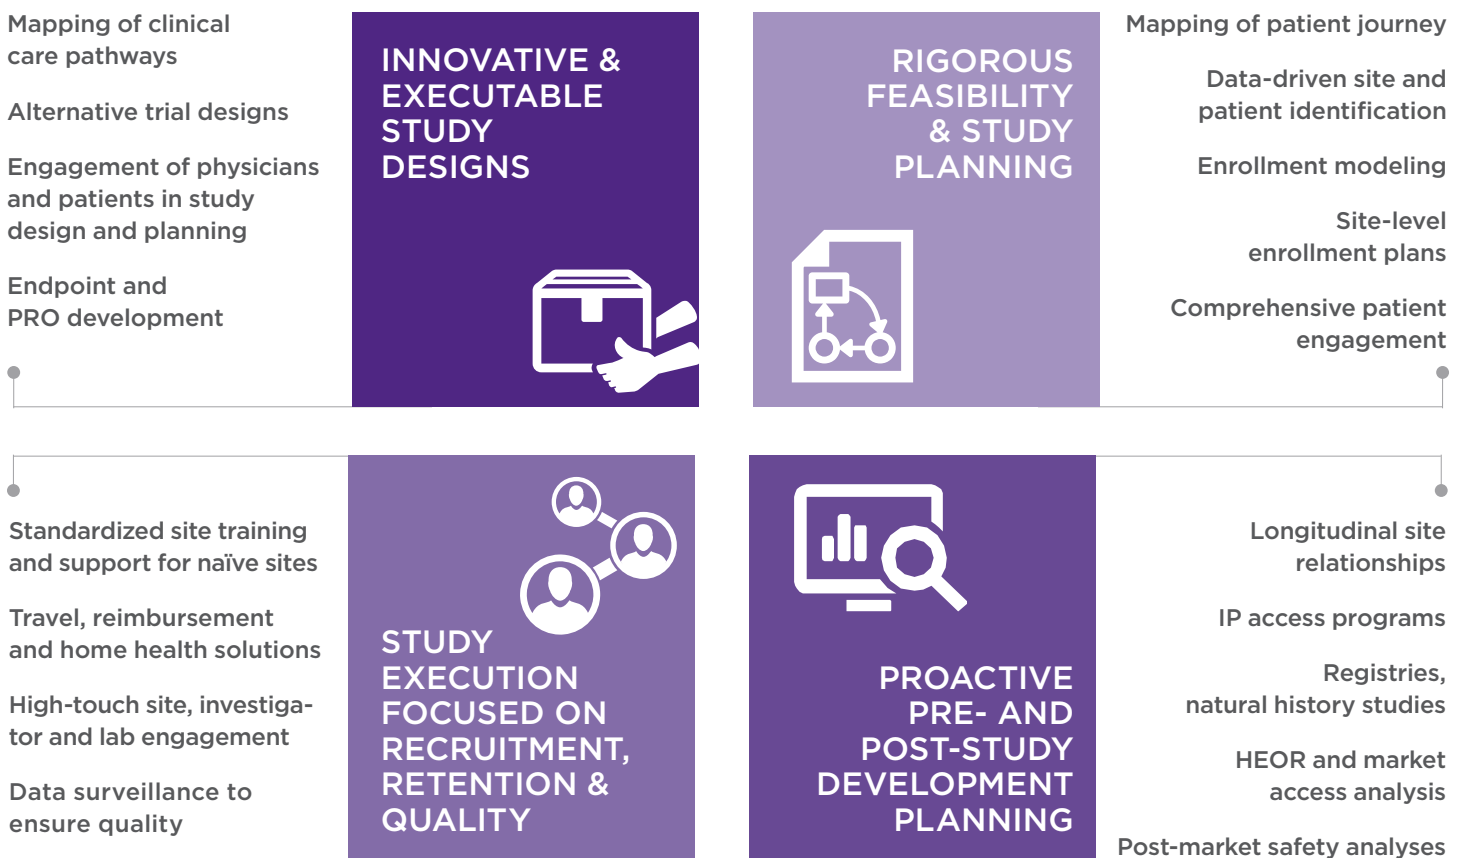 Mapping of clinical
care pathways
Alternative trial designs
Engagement of physicians
and patients in study
design and planning
Endpoint and
PRO development
INNOVATIVE &
EXECUTABLE
STUDY
DESIGNS
RIGOROUS
FEASIBILITY
& STUDY
PLANNING
Mapping of patient journey
Data-driven site and
patient identification
Enrollment modeling
Site-level
enrollment plans
Comprehensive patient
engagement
Standardized site training
and support for naïve sites
Travel, reimbursement
and home health solutions
High-touch site, investiga-
tor and lab engagement
Data surveillance to
ensure quality
STUDY
EXECUTION
FOCUSED ON
RECRUITMENT,
RETENTION &
QUALITY
PROACTIVE
PRE- AND
POST-STUDY
DEVELOPMENT
PLANNING
Longitudinal site
relationships
IP access programs
Registries,
natural history studies
HEOR and market
access analysis
Post-market safety analyses